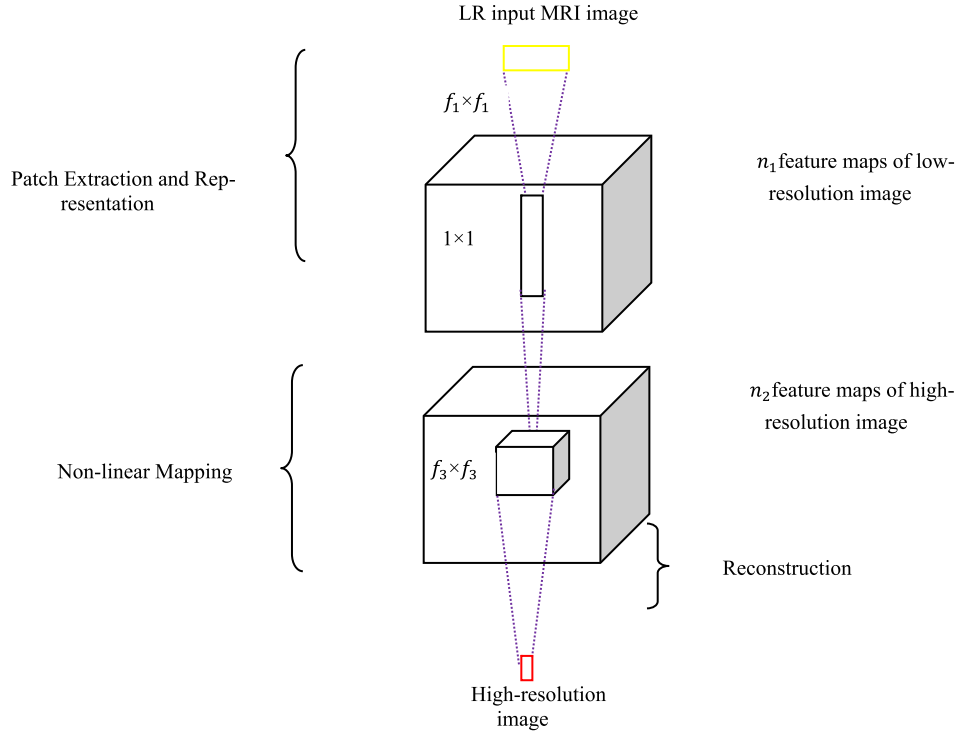 LR input MRI image
f₁×f₁
n₁feature maps of low-
resolution image
Patch Extraction and Rep-
resentation
1×1
n₂feature maps of high-
resolution image
Non-linear Mapping
f₃×f₃
Reconstruction
High-resolution
image